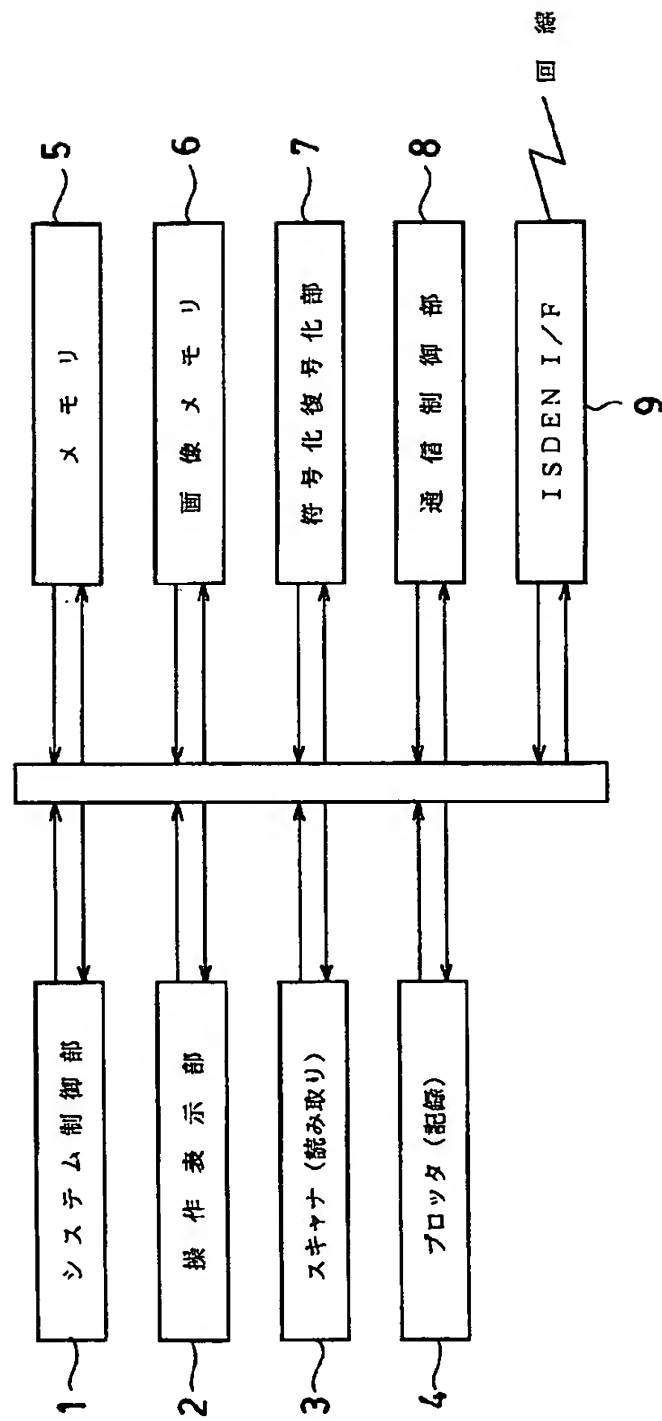 1
システム制御部
2
操作表示部
3
スキャナ(読み取り)
4
プロッタ(記録)
5
メモリ
6
画像メモリ
7
符号化復号化部
8
通信制御部
9
ISDEN I/F
回線